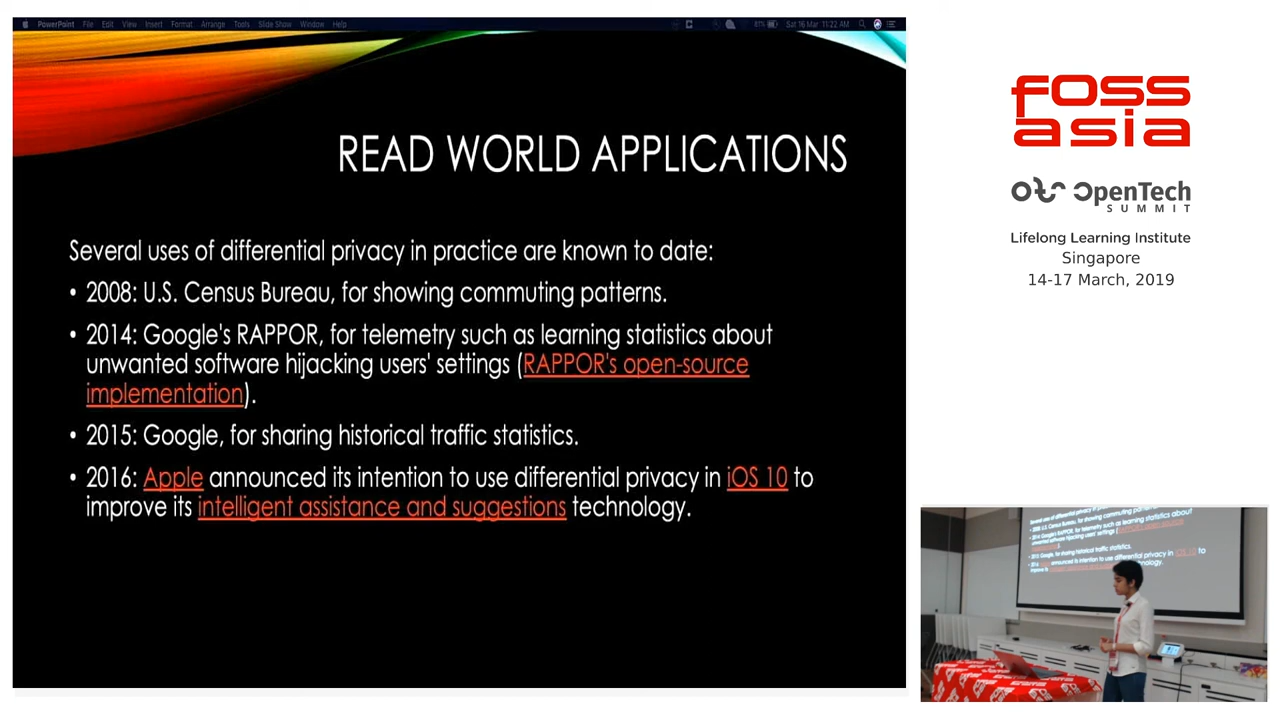 PowerPoint File Edit View Insert Format Arrange Tools Slide Show Window Help
81% Sat 16 Mar 11:22 AM
READ WORLD APPLICATIONS
Several uses of differential privacy in practice are known to date:
• 2008: U.S. Census Bureau, for showing commuting patterns.
• 2014: Google's RAPPOR, for telemetry such as learning statistics about
unwanted software hijacking users' settings (RAPPOR's open-source
implementation).
• 2015: Google, for sharing historical traffic statistics.
• 2016: Apple announced its intention to use differential privacy in iOS 10 to
improve its intelligent assistance and suggestions technology.
FOSS
asia
OpenTech
SUMMIT
Lifelong Learning Institute
Singapore
14-17 March, 2019